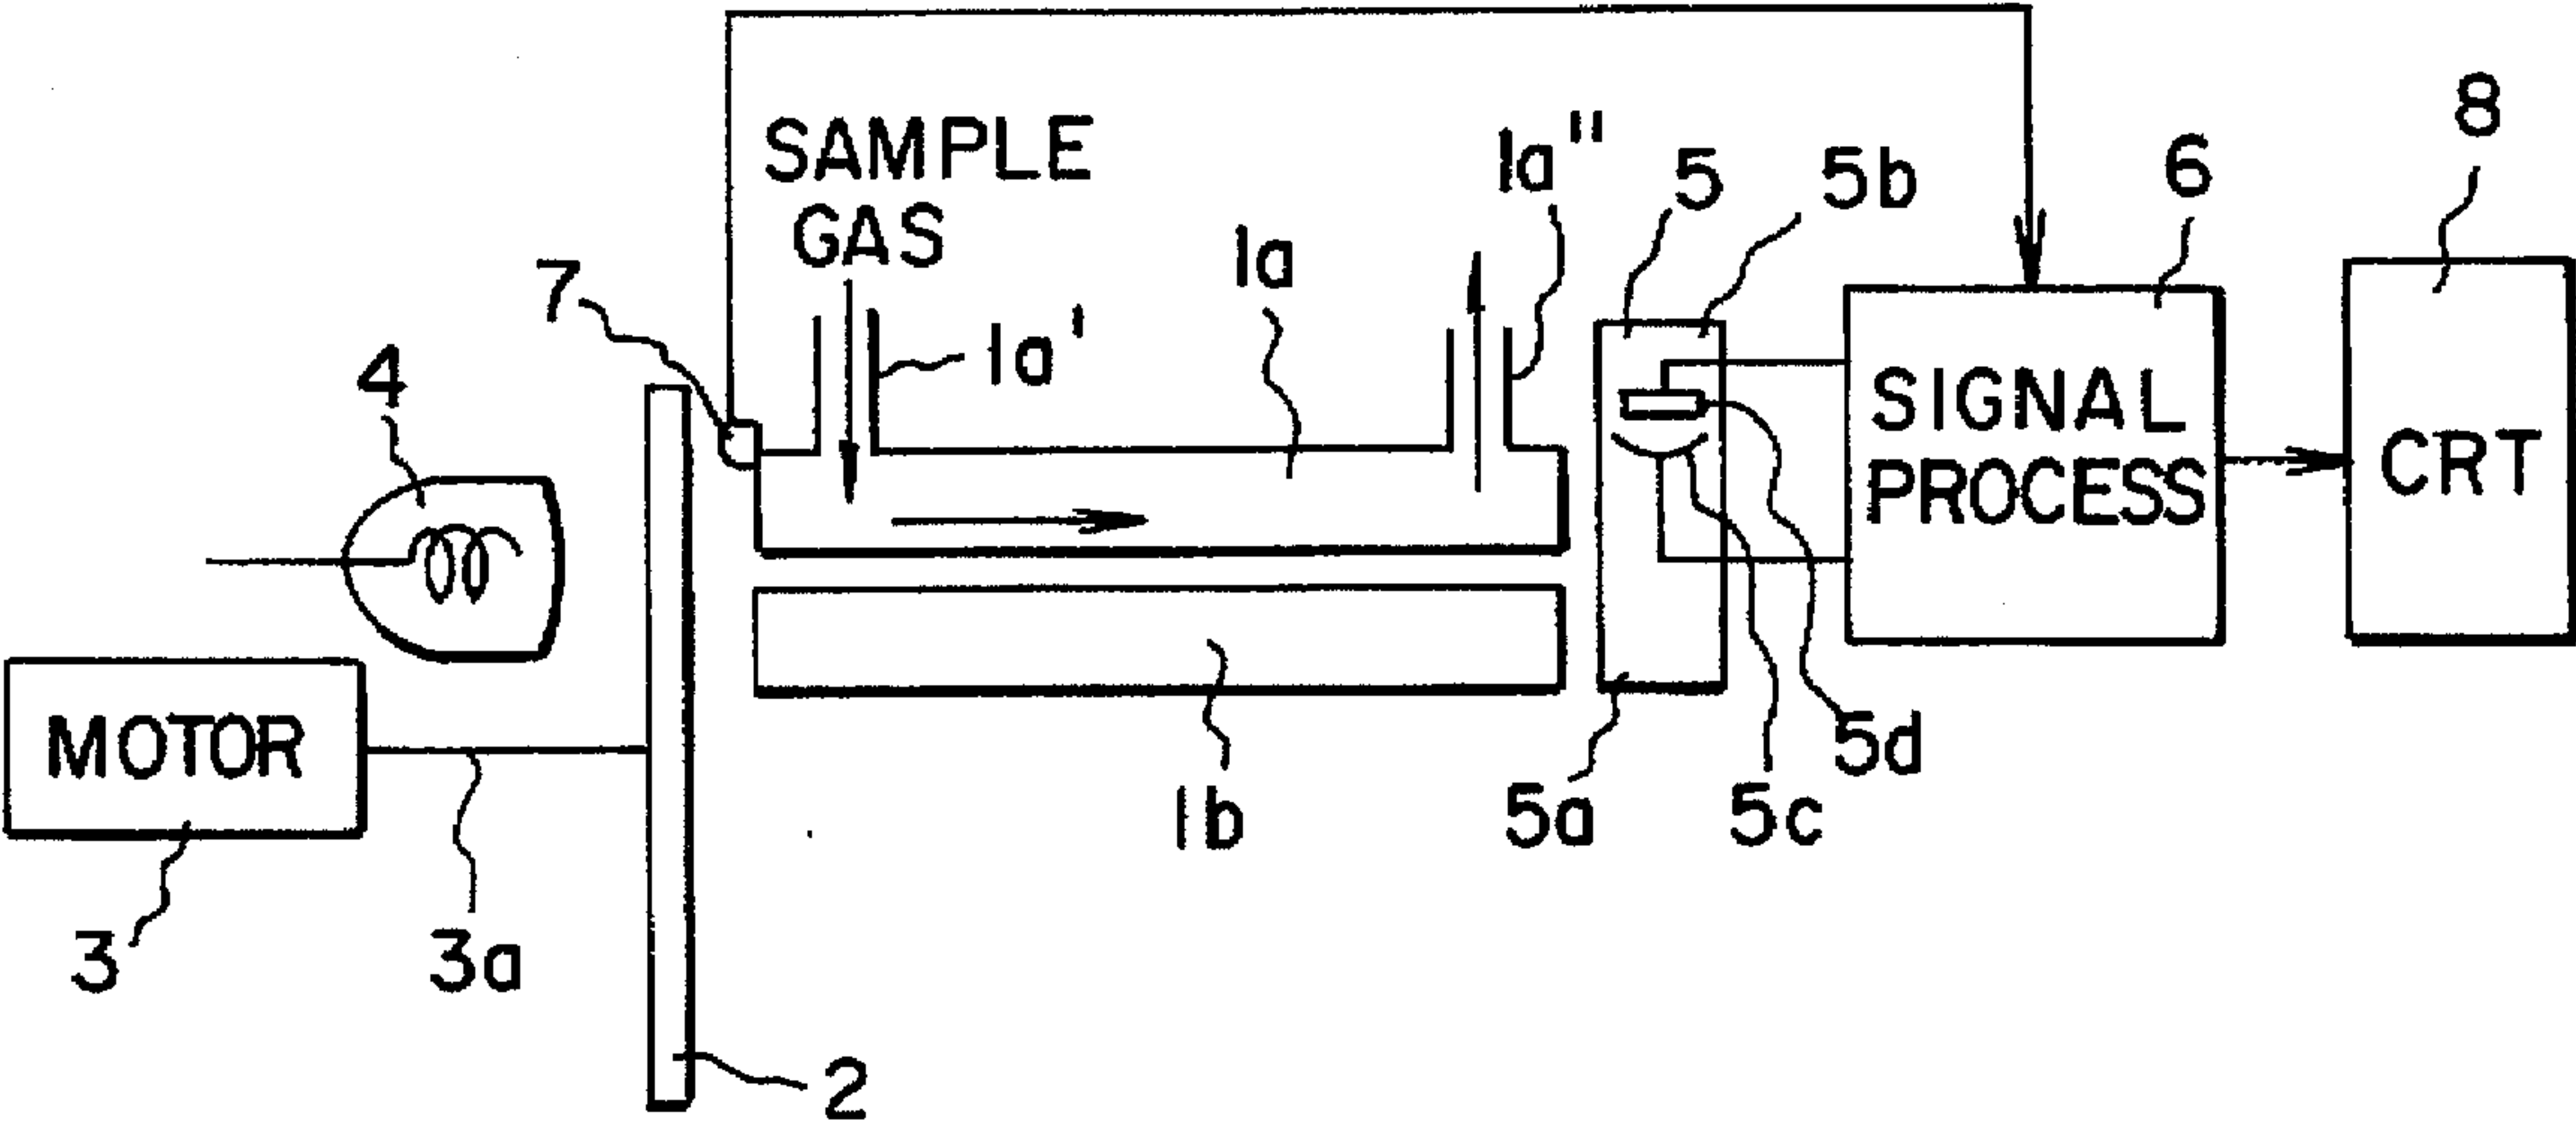 8
SAMPLE
GAS
1a"
5
5b
6
1a
7
1a'
4
SIGNAL
PROCESS
CRT
MOTOR
1b
5a
5c
5d
3
3a
2